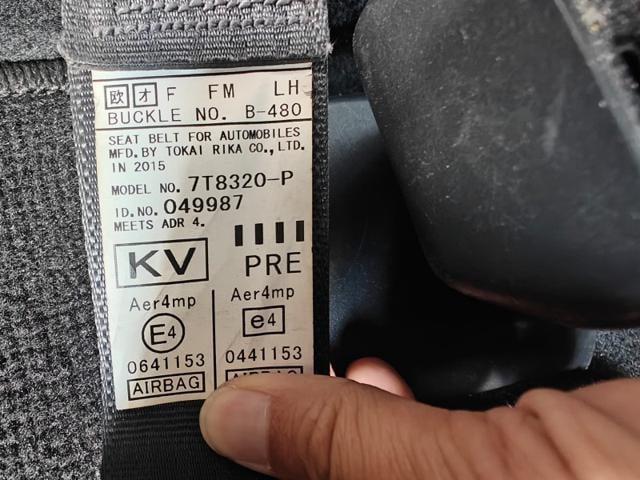 欧 オ F FM LH
BUCKLE NO. B-480
SEAT BELT FOR AUTOMOBILES
MFD. BY TOKAI RIKA CO., LTD.
IN 2015
MODEL NO. 7T8320-P
ID.NO. 049987
MEETS ADR 4.
KV PRE
Aer4mp Aer4mp
E4 e4
0641153 0441153
AIRBAG AIRBAG